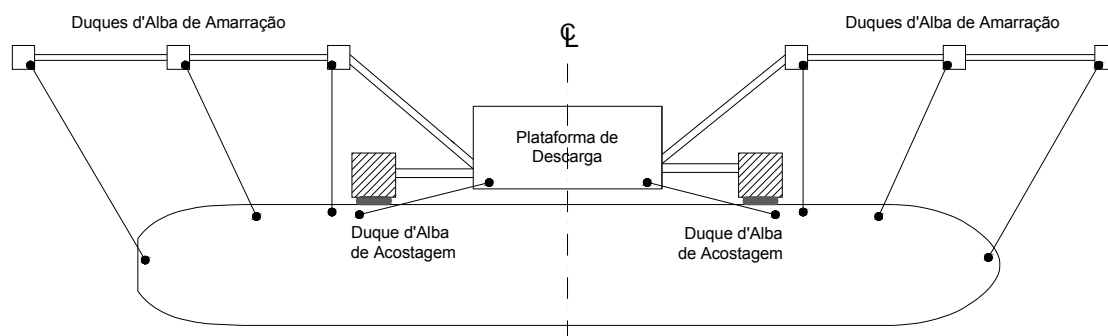 Duques d'Alba de Amarração
Duques d'Alba de Amarração
℄
Plataforma de
Descarga
Duque d'Alba
de Acostagem
Duque d'Alba
de Acostagem